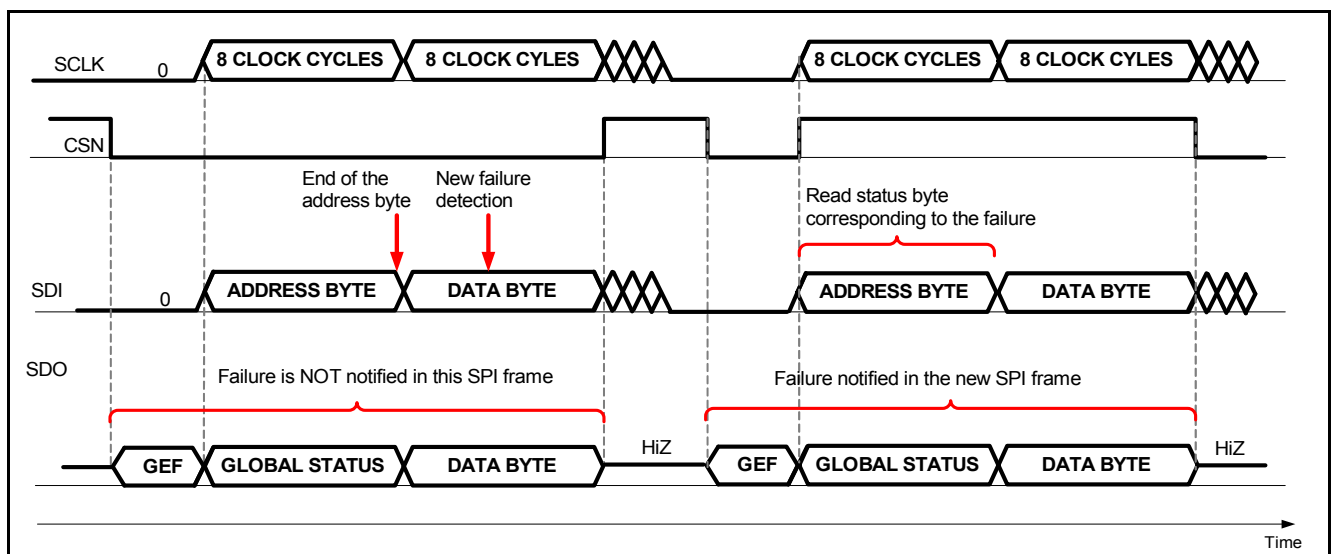 SCLK
0
8 CLOCK CYCLES
8 CLOCK CYLES
8 CLOCK CYCLES
8 CLOCK CYLES
CSN
End of the
address byte
New failure
detection
Read status byte
corresponding to the failure
SDI
0
ADDRESS BYTE
DATA BYTE
ADDRESS BYTE
DATA BYTE
SDO
Failure is NOT notified in this SPI frame
Failure notified in the new SPI frame
GEF
GLOBAL STATUS
DATA BYTE
HiZ
GEF
GLOBAL STATUS
DATA BYTE
HiZ
Time